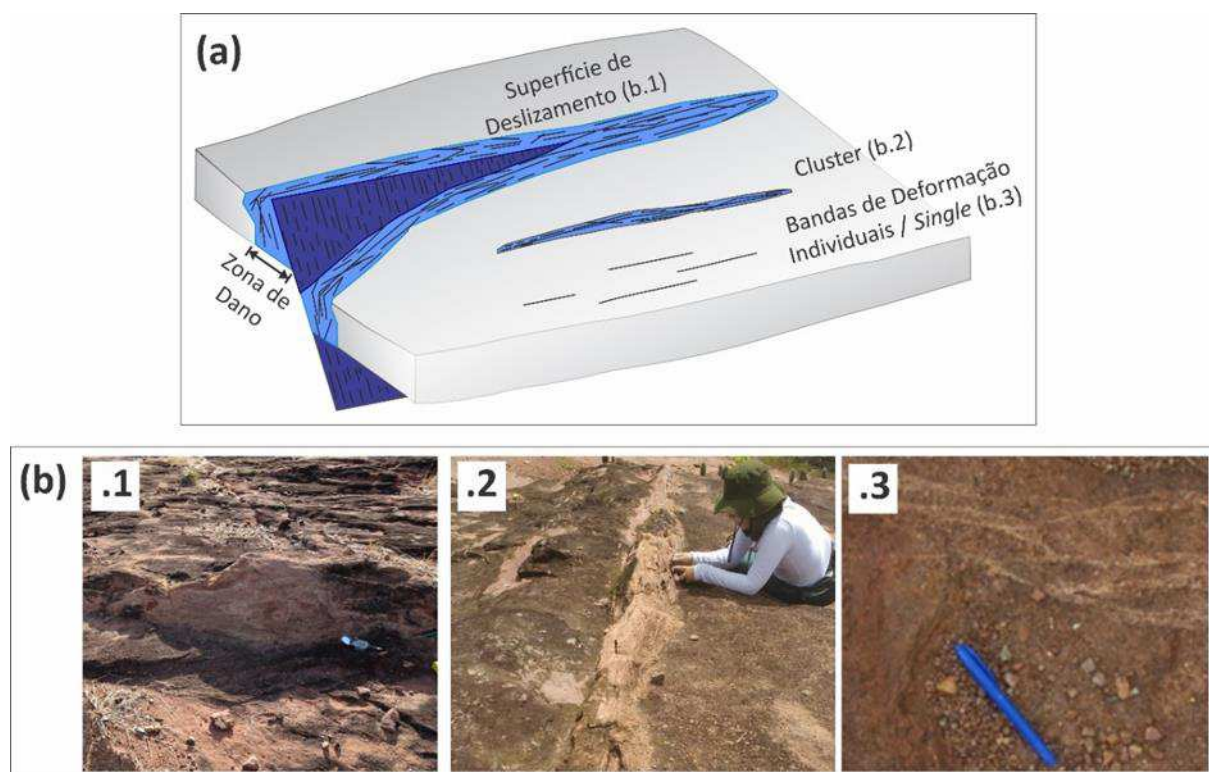 (a)
Superfície de
Deslizamento (b.1)
Cluster (b.2)
Bandas de Deformação
Individuais / Single (b.3)
Zona de
Dano
(b)
.1
.2
.3